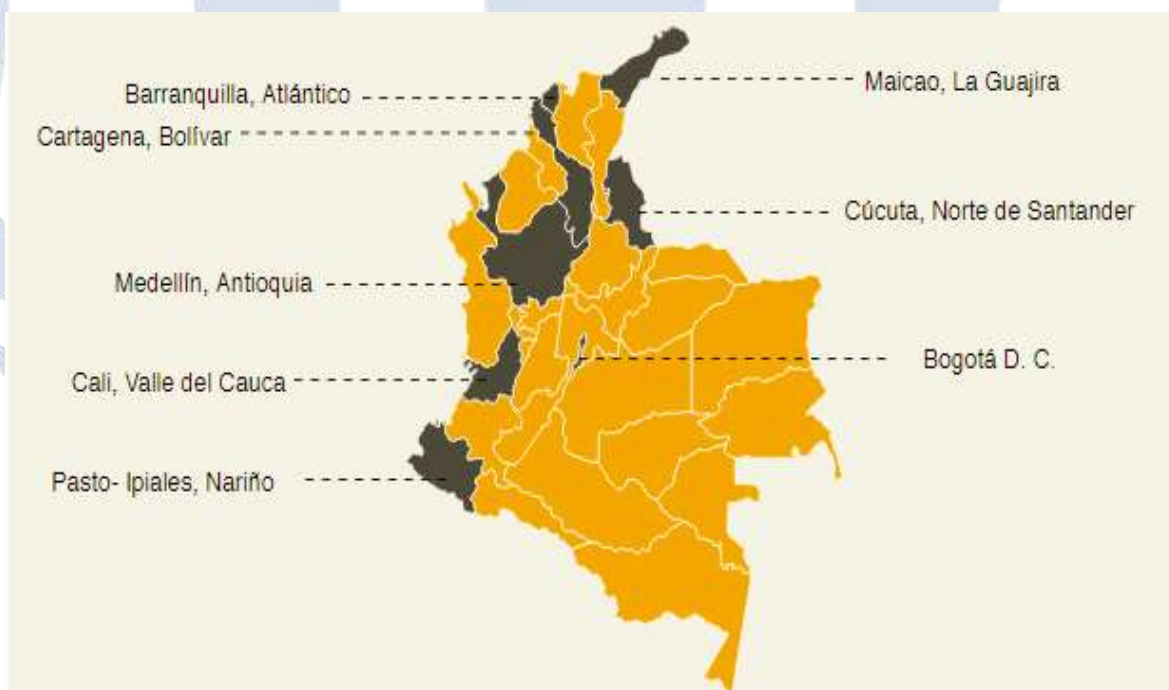 Barranquilla, Atlántico
Maicao, La Guajira
Cartagena, Bolívar
Cúcuta, Norte de Santander
Medellín, Antioquia
Bogotá D. C.
Cali, Valle del Cauca
Pasto- Ipiales, Nariño